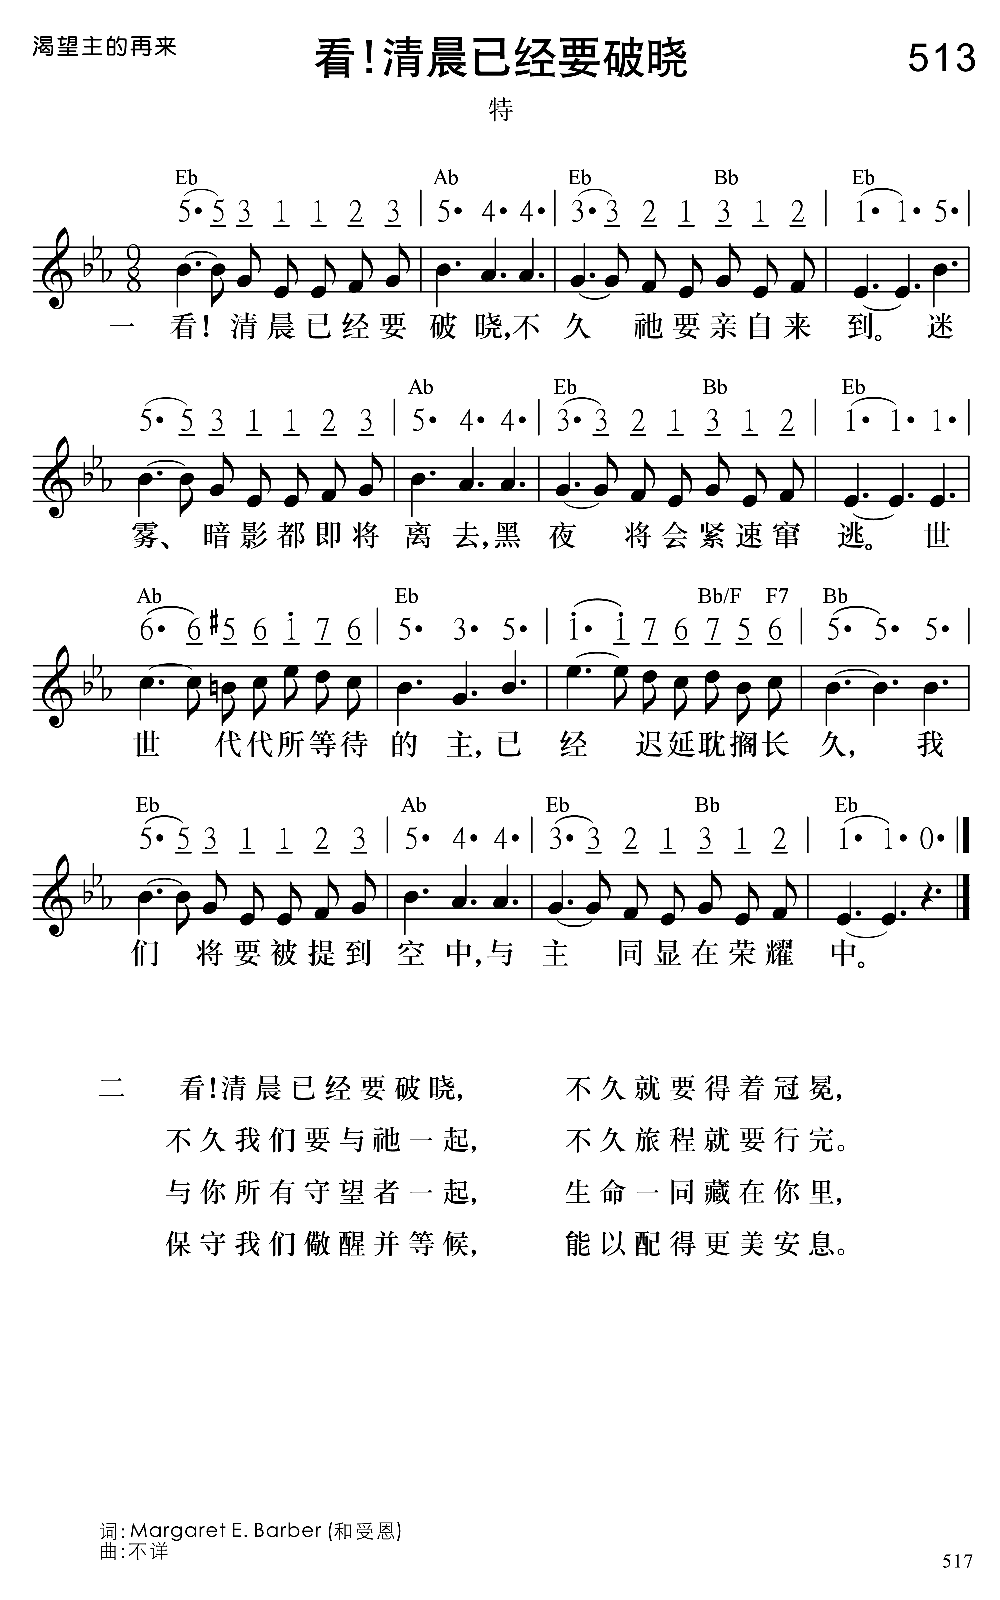 渴望主的再来
看!清晨已经要破晓
513
特
Eb Ab Eb Bb Eb
5· 5 3 1 1 2 3 | 5· 4· 4· | 3· 3 2 1 3 1 2 | 1· 1· 5· |
一 看! 清晨已经要 破 晓,不 久 祂要亲自来 到。 迷
Ab Eb Bb Eb
5· 5 3 1 1 2 3 | 5· 4· 4· | 3· 3 2 1 3 1 2 | 1· 1· 1· |
雾、 暗影都即将 离 去,黑 夜 将会紧速窜 逃。 世
Ab Eb Bb/F F7 Bb
6· 6 #5 6 i 7 6 | 5· 3· 5· | i· i 7 6 7 5 6 | 5· 5· 5· |
世 代代所等待 的 主,已 经 迟延耽搁长 久, 我
Eb Ab Eb Bb Eb
5· 5 3 1 1 2 3 | 5· 4· 4· | 3· 3 2 1 3 1 2 | 1· 1· 0· ‖
们 将要被提到 空 中,与 主 同显在荣耀 中。
二 看!清晨已经要破晓, 不久就要得着冠冕,
不久我们要与祂一起, 不久旅程就要行完。
与你所有守望者一起, 生命一同藏在你里,
保守我们儆醒并等候, 能以配得更美安息。
词: Margaret E. Barber (和受恩)
曲:不详
517